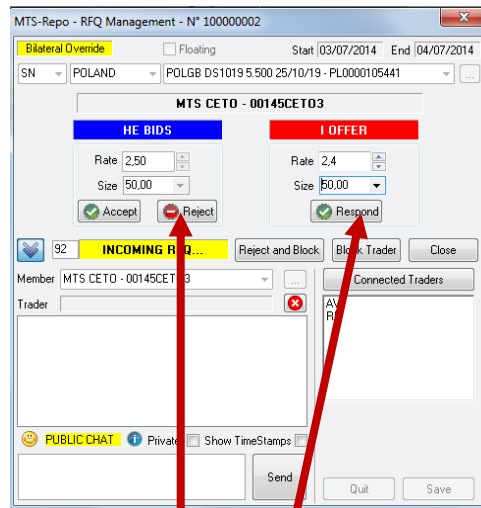 MTS-Repo - RFQ Management - N° 100000002
Bilateral Override Floating Start 03/07/2014 End 04/07/2014
SN POLAND POLGB DS1019 5.500 25/10/19 - PL0000105441 ...
MTS CETO - 00145CETO3
HE BIDS I OFFER
Rate 2,50 Rate 2,4
Size 50,00 Size 50,00
Accept Reject Respond
92 INCOMING RFQ... Reject and Block Block Trader Close
Member MTS CETO - 00145CETO3 ... Connected Traders
Trader
PUBLIC CHAT Private Show TimeStamps
Send
Quit Save